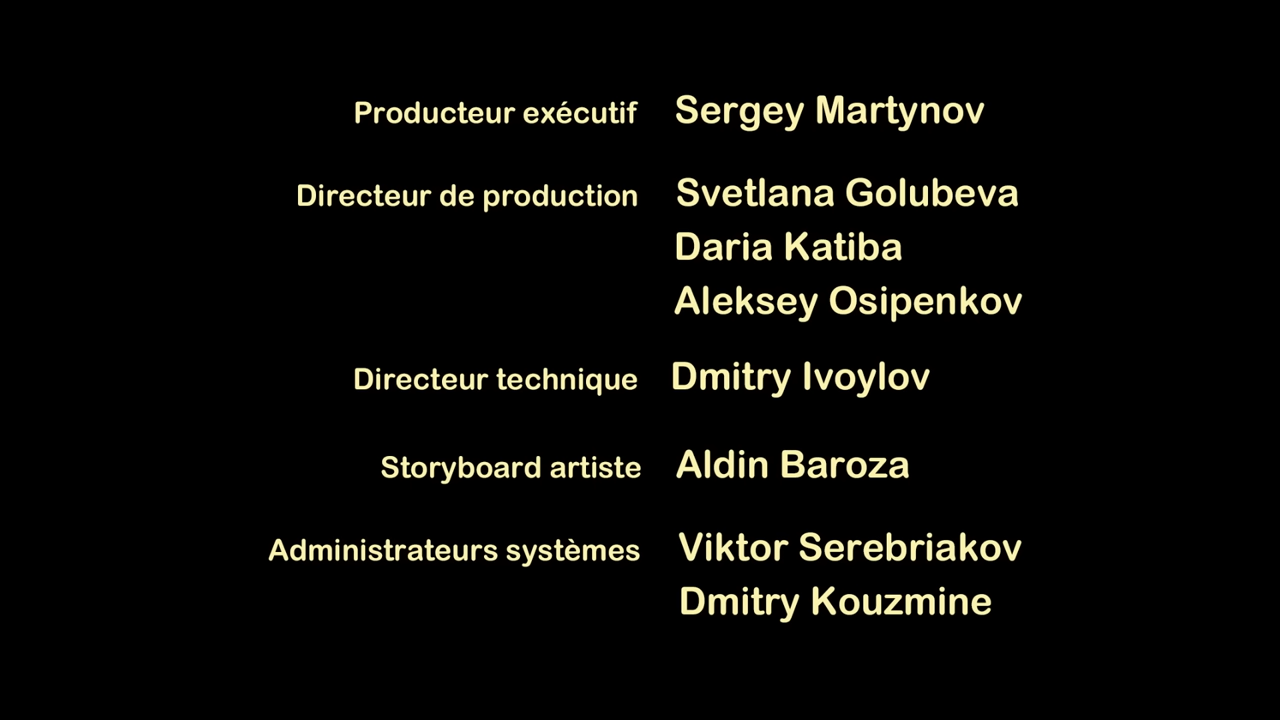 Producteur exécutif Sergey Martynov
Directeur de production Svetlana Golubeva
Daria Katiba
Aleksey Osipenkov
Directeur technique Dmitry Ivoylov
Storyboard artiste Aldin Baroza
Administrateurs systèmes Viktor Serebriakov
Dmitry Kouzmine